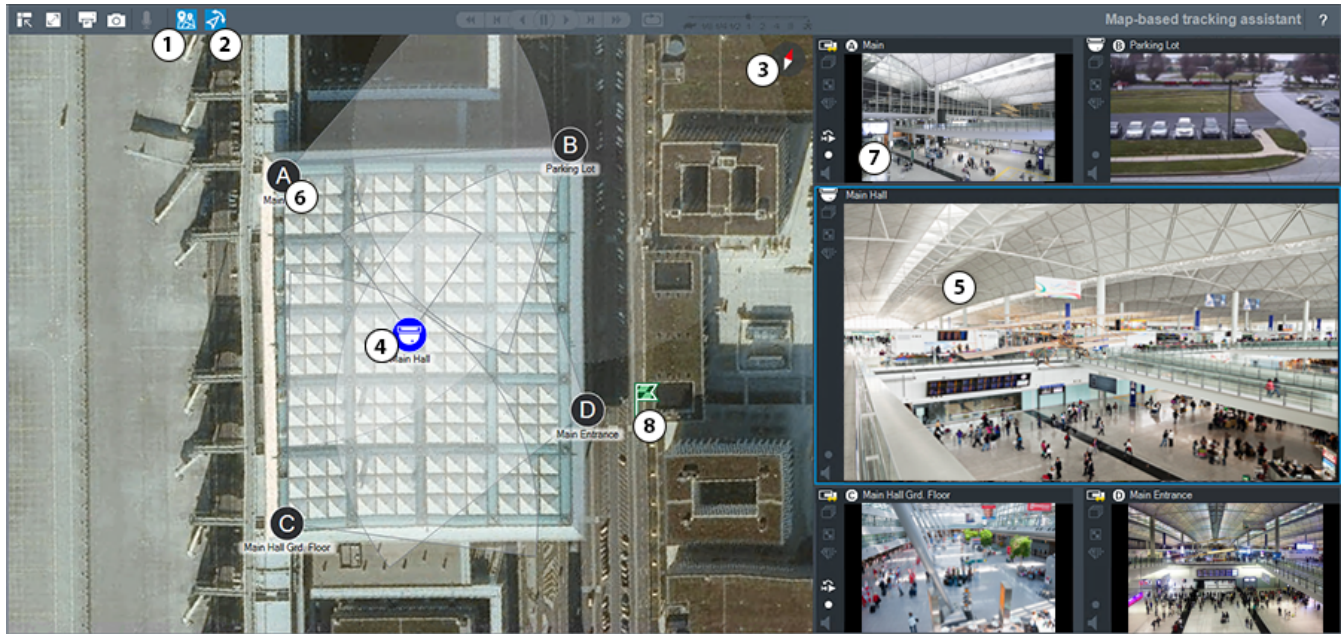 Map-based tracking assistant ?
1
2
3
A Main
B Parking Lot
B
Parking Lot
A
Main
6
7
Main Hall
5
4
Main Hall
D
Main Entrance
8
C
Main Hall Grd. Floor
C Main Hall Grd. Floor
D Main Entrance